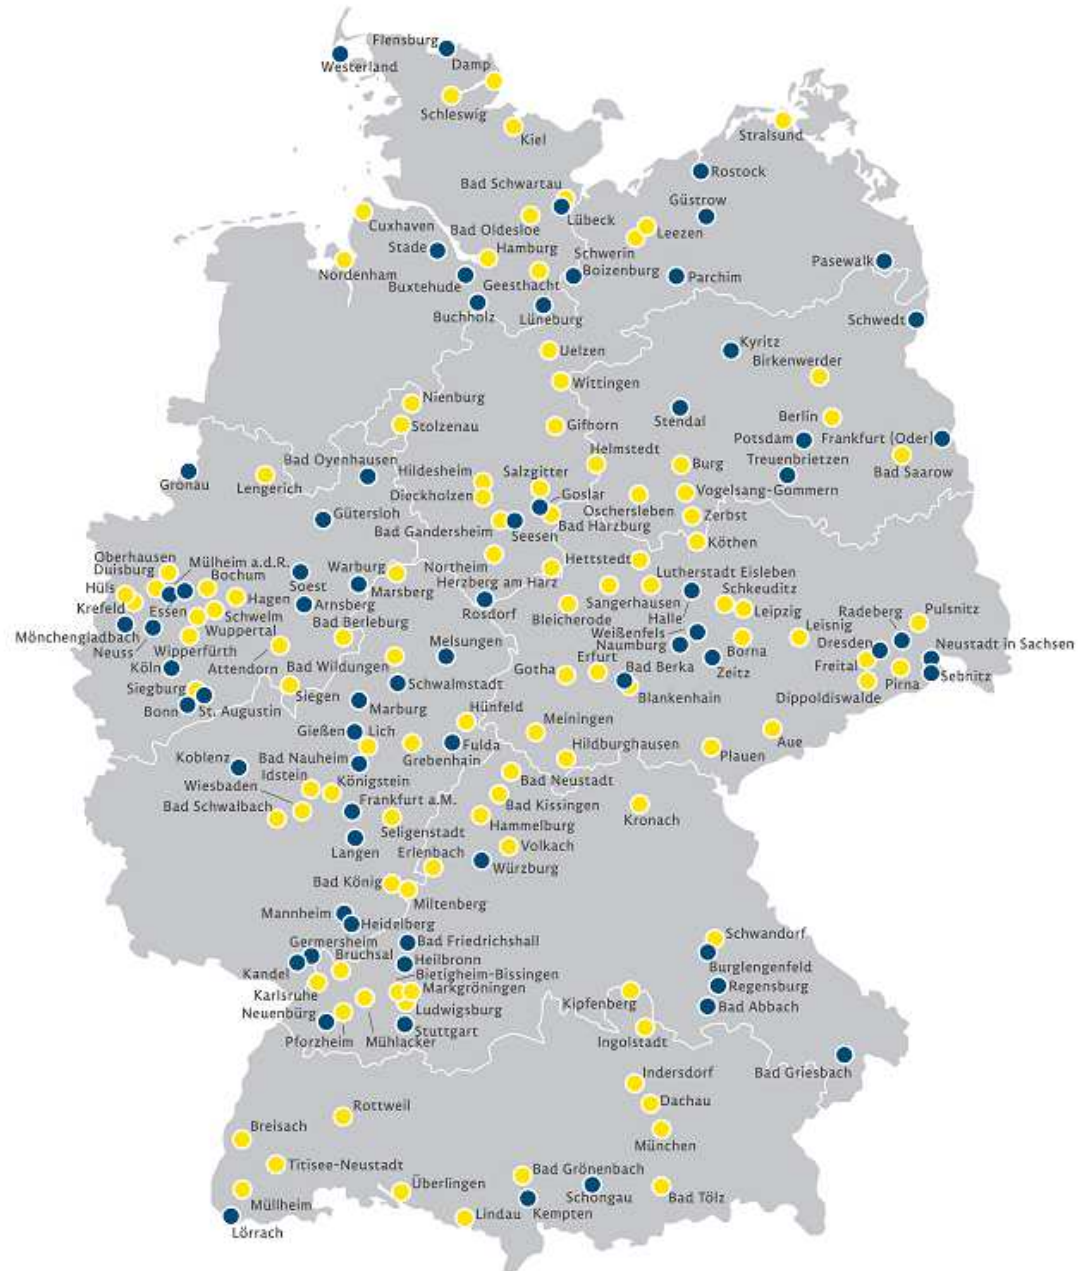 Flensburg
Westerland
Damp
Schleswig
Kiel
Stralsund
Rostock
Bad Schwartau
Güstrow
Lübeck
Cuxhaven
Bad Oldesloe
Leezen
Stade
Hamburg
Schwerin
Nordenham
Boizenburg
Pasewalk
Buxtehude
Geesthacht
Parchim
Buchholz
Lüneburg
Schwedt
Kyritz
Uelzen
Birkenwerder
Wittingen
Nienburg
Stendal
Berlin
Stolzenau
Gifhorn
Potsdam
Frankfurt (Oder)
Helmstedt
Treuenbrietzen
Bad Oyenhausen
Hildesheim
Salzgitter
Burg
Bad Saarow
Gronau
Lengerich
Dieckholzen
Goslar
Vogelsang-Gommern
Oschersleben
Gütersloh
Bad Gandersheim
Bad Harzburg
Zerbst
Seesen
Köthen
Oberhausen
Duisburg
Mülheim a.d.R.
Warburg
Northeim
Hettstedt
Bochum
Soest
Marsberg
Herzberg am Harz
Lutherstadt Eisleben
Hüls
Hagen
Rosdorf
Sangerhausen
Schkeuditz
Krefeld
Essen
Schwelm
Arnsberg
Bleicherode
Halle
Leipzig
Radeberg
Pulsnitz
Mönchengladbach
Wuppertal
Bad Berleburg
Weißenfels
Leisnig
Neuss
Wipperfürth
Melsungen
Naumburg
Borna
Dresden
Neustadt in Sachsen
Köln
Attendorn
Bad Wildungen
Gotha
Erfurt
Bad Berka
Zeitz
Freital
Pirna
Sebnitz
Siegburg
Siegen
Schwalmstadt
Blankenhain
Dippoldiswalde
Bonn
St. Augustin
Marburg
Hünfeld
Gießen
Lich
Meiningen
Fulda
Hildburghausen
Plauen
Aue
Koblenz
Bad Nauheim
Grebenhain
Idstein
Königstein
Bad Neustadt
Wiesbaden
Frankfurt a.M.
Bad Kissingen
Bad Schwalbach
Kronach
Seligenstadt
Hammelburg
Langen
Erlenbach
Volkach
Würzburg
Bad König
Miltenberg
Mannheim
Heidelberg
Schwandorf
Germersheim
Bad Friedrichshall
Bruchsal
Heilbronn
Burglengenfeld
Kandel
Bietigheim-Bissingen
Regensburg
Karlsruhe
Markgröningen
Kipfenberg
Bad Abbach
Neuenbürg
Ludwigsburg
Stuttgart
Pforzheim
Mühlacker
Ingolstadt
Indersdorf
Bad Griesbach
Dachau
Rottweil
Breisach
München
Titisee-Neustadt
Bad Grönenbach
Überlingen
Schongau
Bad Tölz
Müllheim
Lindau
Kempten
Lörrach